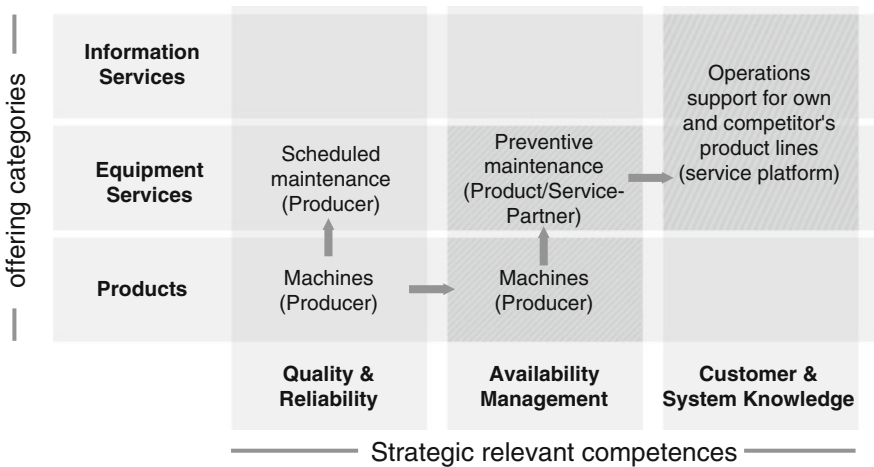 offering categories
Information
Services
Operations
support for own
and competitor's
product lines
(service platform)
Equipment
Services
Scheduled
maintenance
(Producer)
Preventive
maintenance
(Product/Service-
Partner)
Products
Machines
(Producer)
Machines
(Producer)
Quality &
Reliability
Availability
Management
Customer &
System Knowledge
Strategic relevant competences